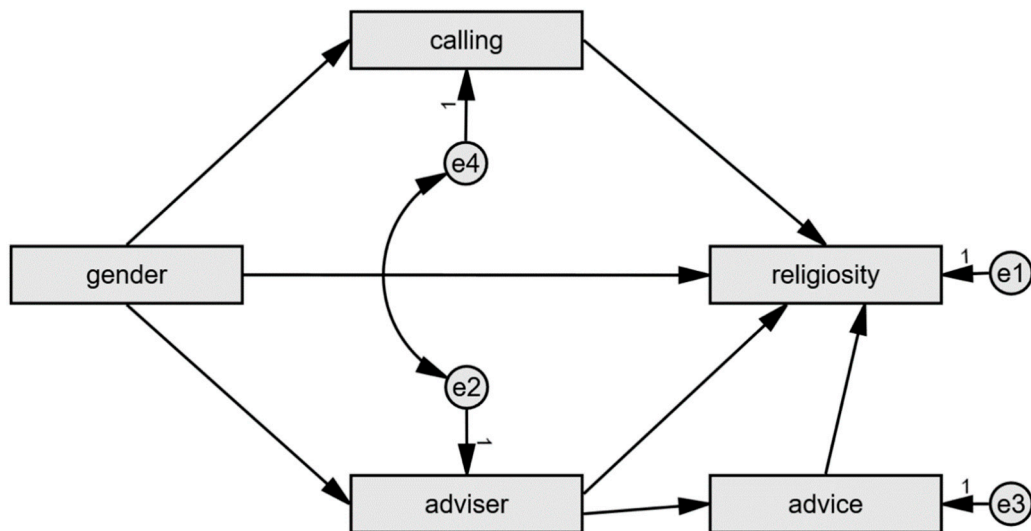 calling
1
e4
gender
religiosity
1
e1
e2
1
adviser
advice
1
e3